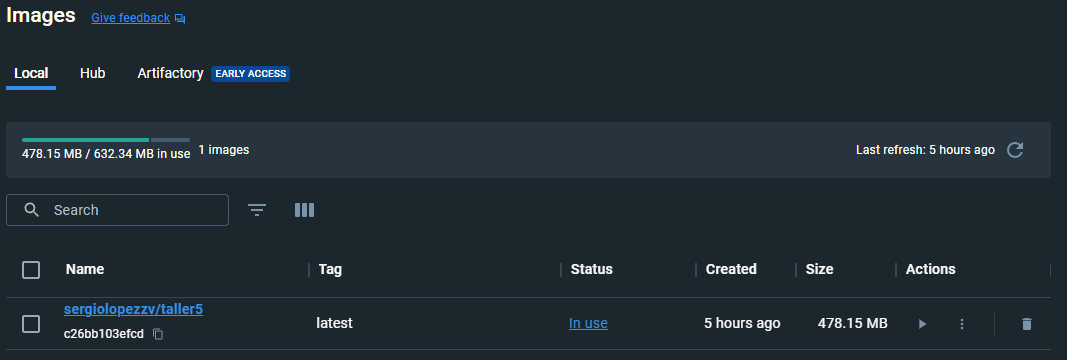 Images Give feedback
Local Hub Artifactory EARLY ACCESS
478.15 MB / 632.34 MB in use 1 images Last refresh: 5 hours ago
Search
Name Tag Status Created Size Actions
sergiolopezzv/taller5
c26bb103efcd
latest In use 5 hours ago 478.15 MB